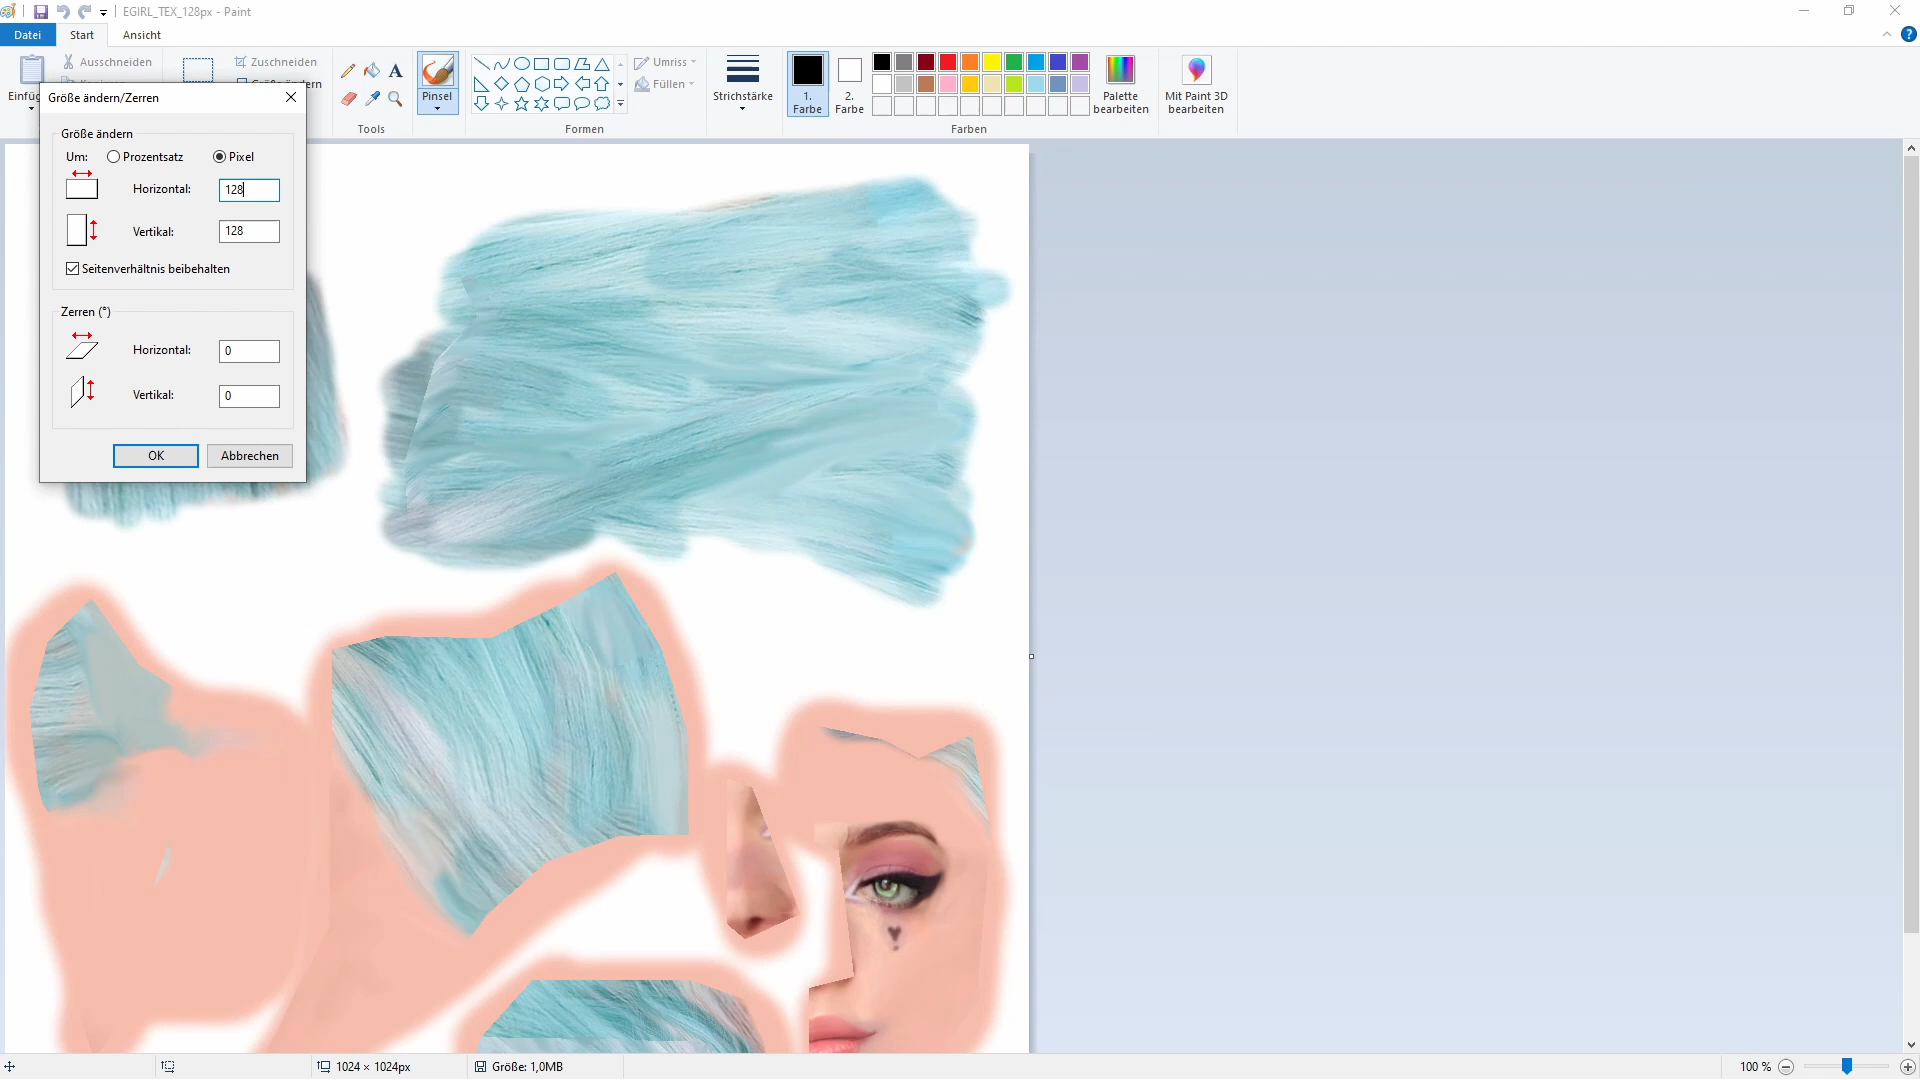 EGIRL_TEX_128px - Paint
Datei Start Ansicht
?
Ausschneiden
Zuschneiden
A
Umriss
Füllen
Pinsel
Strichstärke
1.
Farbe
2.
Farbe
Palette
bearbeiten
Mit Paint 3D
bearbeiten
Tools
Formen
Farben
Größe ändern/Zerren
Größe ändern
Um: Prozentsatz Pixel
Horizontal: 128
Vertikal: 128
Seitenverhältnis beibehalten
Zerren (°)
Horizontal: 0
Vertikal: 0
OK Abbrechen
1024 × 1024px
Größe: 1,0MB
100 %